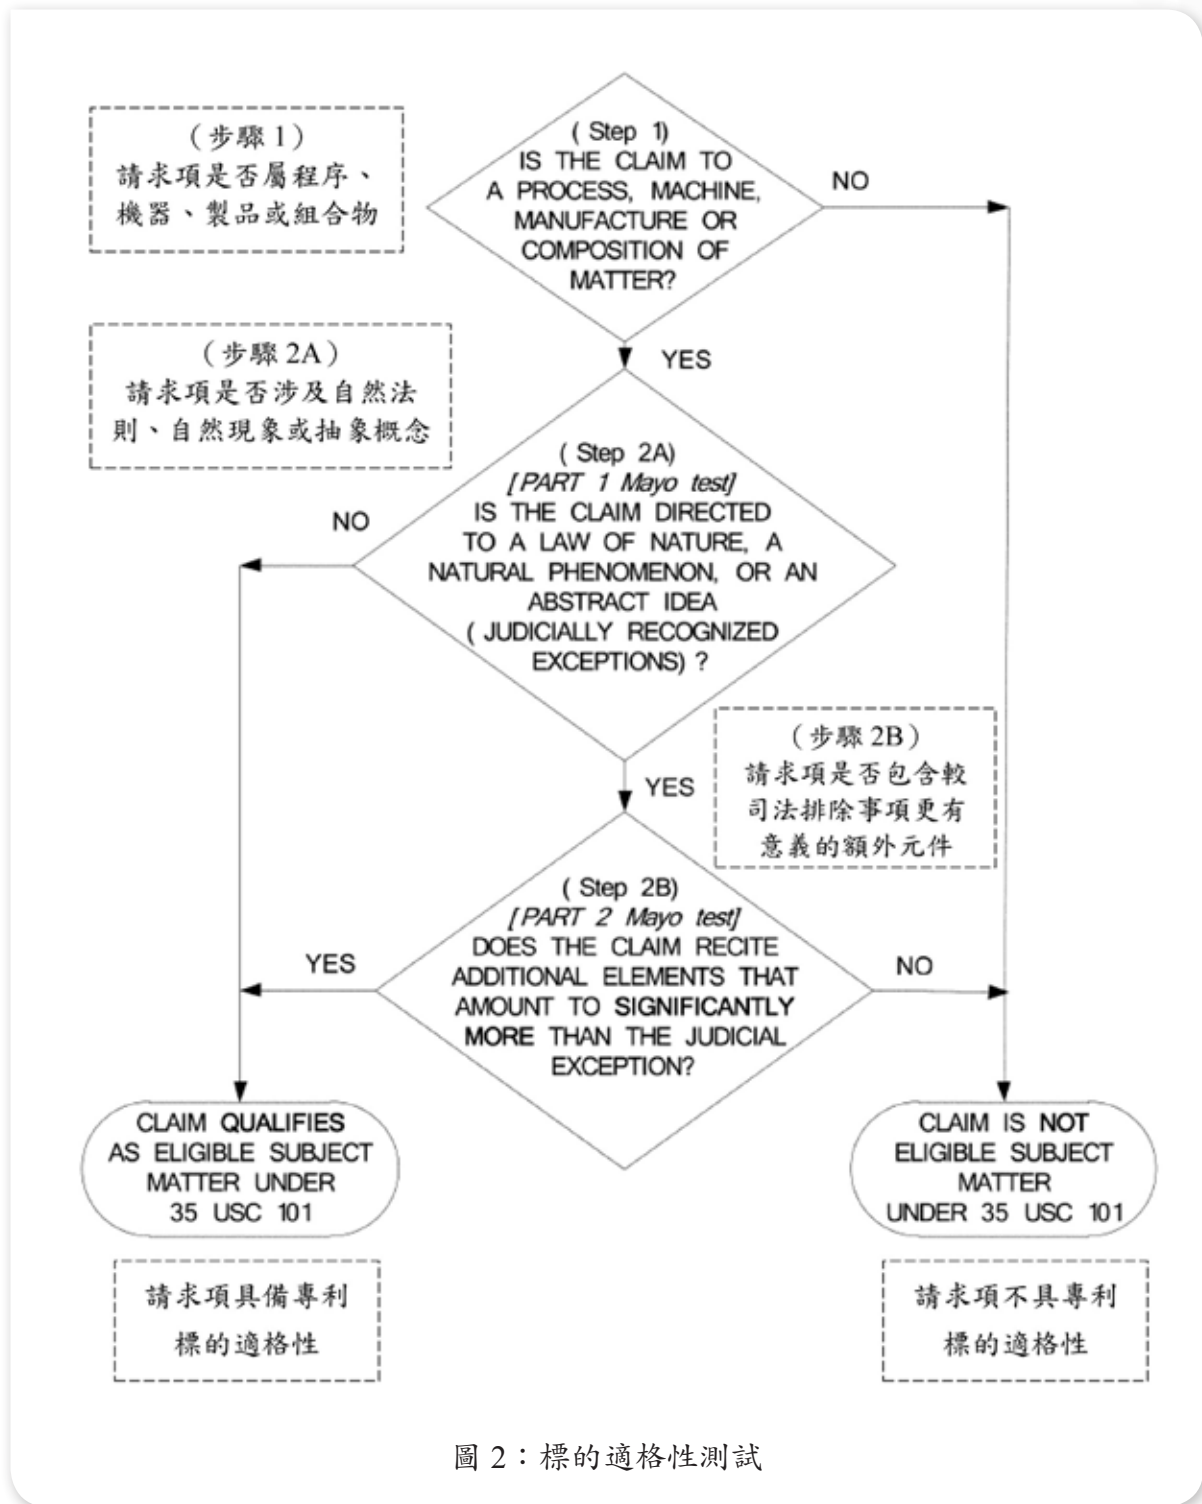 (步驟 1)
請求項是否屬程序、
機器、製品或組合物
( Step 1)
IS THE CLAIM TO
A PROCESS, MACHINE,
MANUFACTURE OR
COMPOSITION OF
MATTER?
NO
YES
(步驟 2A)
請求項是否涉及自然法
則、自然現象或抽象概念
( Step 2A)
[PART 1 Mayo test]
IS THE CLAIM DIRECTED
TO A LAW OF NATURE, A
NATURAL PHENOMENON, OR AN
ABSTRACT IDEA
( JUDICIALLY RECOGNIZED
EXCEPTIONS) ?
NO
YES
(步驟 2B)
請求項是否包含較
司法排除事項更有
意義的額外元件
( Step 2B)
[PART 2 Mayo test]
DOES THE CLAIM RECITE
ADDITIONAL ELEMENTS THAT
AMOUNT TO SIGNIFICANTLY
MORE THAN THE JUDICIAL
EXCEPTION?
YES
NO
CLAIM QUALIFIES
AS ELIGIBLE SUBJECT
MATTER UNDER
35 USC 101
CLAIM IS NOT
ELIGIBLE SUBJECT
MATTER
UNDER 35 USC 101
請求項具備專利
標的適格性
請求項不具專利
標的適格性
圖 2:標的適格性測試